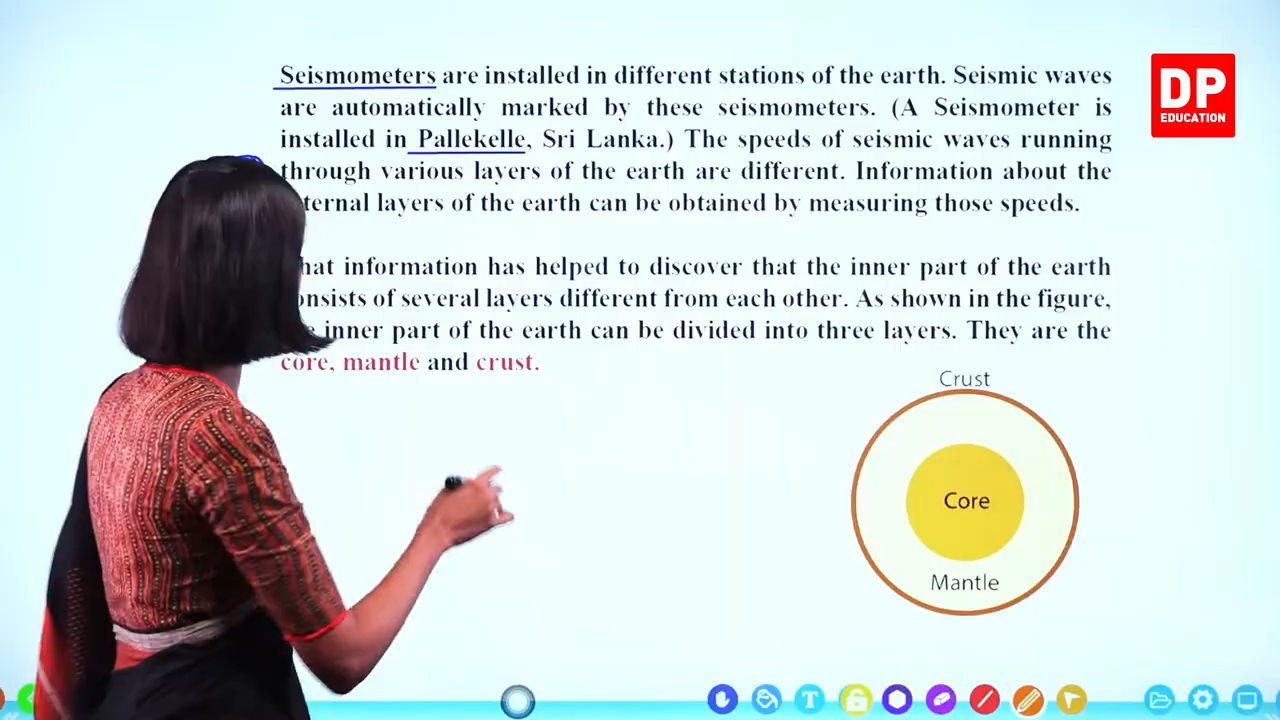 Seismometers are installed in different stations of the earth. Seismic waves
are automatically marked by these seismometers. (A Seismometer is
installed in Pallekelle, Sri Lanka.) The speeds of seismic waves running
through various layers of the earth are different. Information about the
ternal layers of the earth can be obtained by measuring those speeds.
hat information has helped to discover that the inner part of the earth
onsists of several layers different from each other. As shown in the figure,
inner part of the earth can be divided into three layers. They are the
core, mantle and crust.
Crust
Core
Mantle
DP
EDUCATION
T